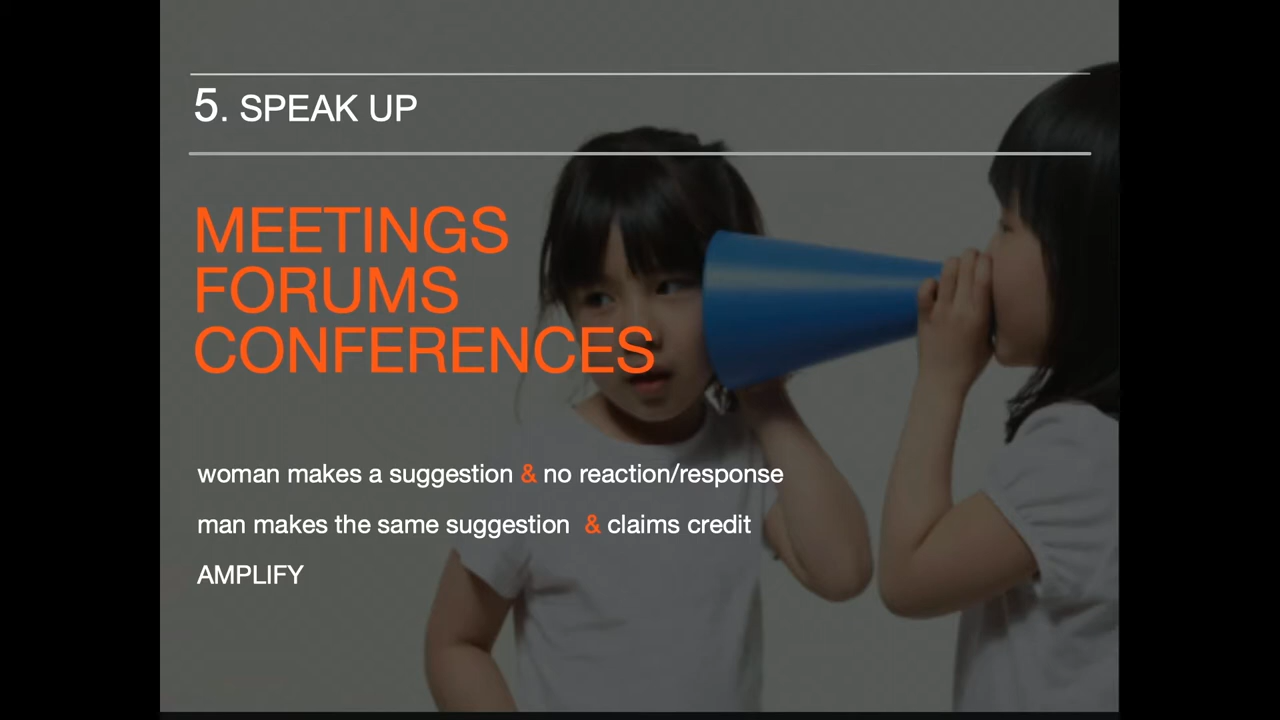 5. SPEAK UP
MEETINGS
FORUMS
CONFERENCES
woman makes a suggestion & no reaction/response
man makes the same suggestion & claims credit
AMPLIFY